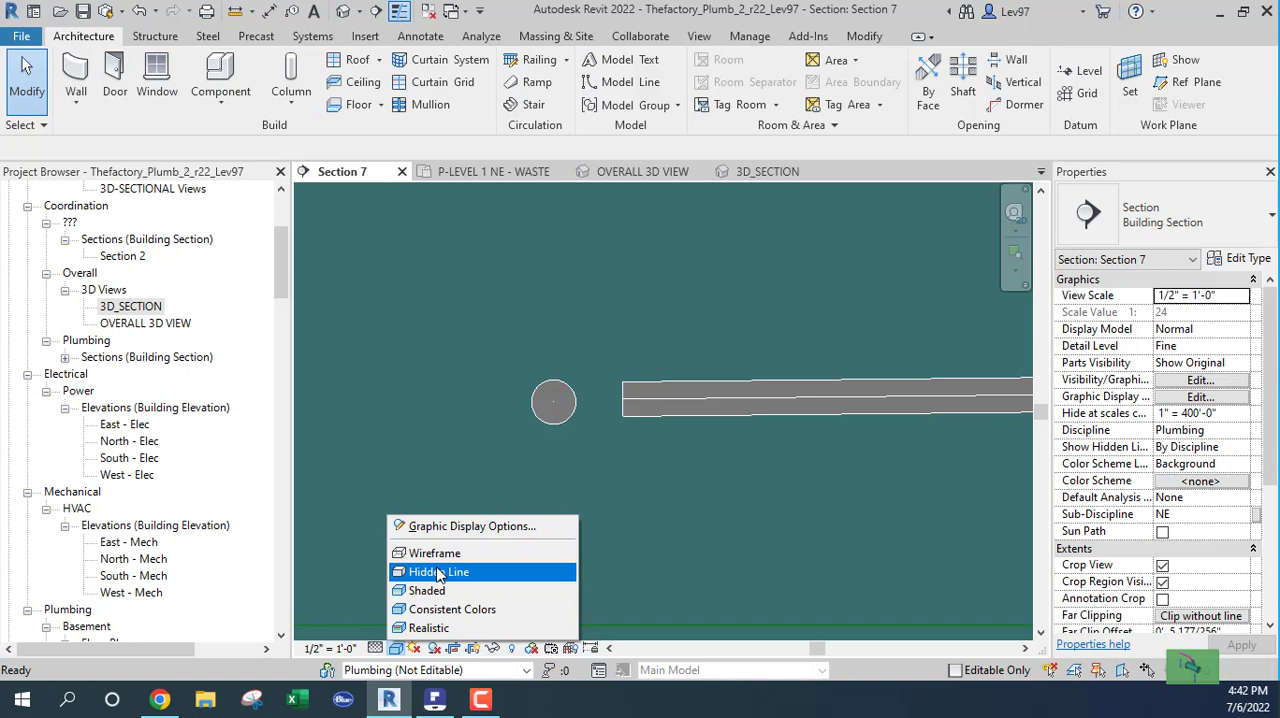 Autodesk Revit 2022 - Thefactory_Plumb_2_r22_Lev97 - Section: Section 7
Lev97
File Architecture Structure Steel Precast Systems Insert Annotate Analyze Massing & Site Collaborate View Manage Add-Ins Modify
Modify
Wall
Door
Window
Component
Column
Roof
Ceiling
Floor
Curtain System
Curtain Grid
Mullion
Railing
Ramp
Stair
Model Text
Model Line
Model Group
Room
Room Separator
Tag Room
Area
Area Boundary
Tag Area
By
Face
Shaft
Wall
Vertical
Dormer
Level
Grid
Set
Show
Ref Plane
Viewer
Select
Build
Circulation
Model
Room & Area
Opening
Datum
Work Plane
Project Browser - Thefactory_Plumb_2_r22_Lev97
3D-SECTIONAL Views
Coordination
???
Sections (Building Section)
Section 2
Overall
3D Views
3D_SECTION
OVERALL 3D VIEW
Plumbing
Sections (Building Section)
Electrical
Power
Elevations (Building Elevation)
East - Elec
North - Elec
South - Elec
West - Elec
Mechanical
HVAC
Elevations (Building Elevation)
East - Mech
North - Mech
South - Mech
West - Mech
Plumbing
Basement
Section 7
P-LEVEL 1 NE - WASTE
OVERALL 3D VIEW
3D_SECTION
Graphic Display Options...
Wireframe
Hidden Line
Shaded
Consistent Colors
Realistic
1/2" = 1'-0"
Properties
Section
Building Section
Section: Section 7
Edit Type
Graphics
View Scale 1/2" = 1'-0"
Scale Value 1: 24
Display Model Normal
Detail Level Fine
Parts Visibility Show Original
Visibility/Graphi... Edit...
Graphic Display ... Edit...
Hide at scales c... 1" = 400'-0"
Discipline Plumbing
Show Hidden Li... By Discipline
Color Scheme L... Background
Color Scheme <none>
Default Analysis ... None
Sub-Discipline NE
Sun Path
Extents
Crop View
Crop Region Visi...
Annotation Crop
Far Clipping Clip without line
Far Clip Offset 0' 5.177/256"
Properties help
Apply
Ready
Plumbing (Not Editable)
:0
Main Model
Editable Only
4:42 PM
7/6/2022